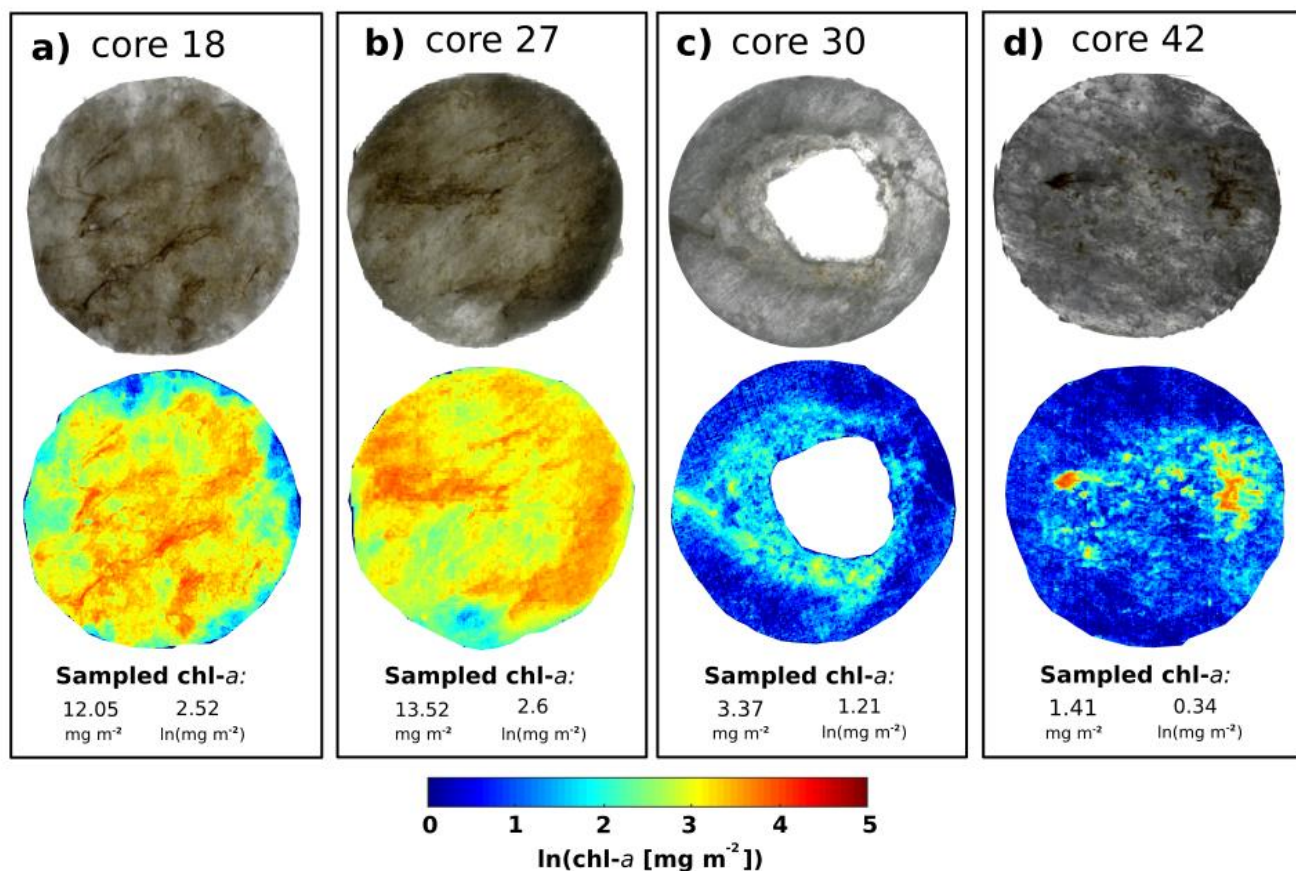 a) core 18
b) core 27
c) core 30
d) core 42
Sampled chl-a:
12.05 2.52
mg m⁻² ln(mg m⁻²)
Sampled chl-a:
13.52 2.6
mg m⁻² ln(mg m⁻²)
Sampled chl-a:
3.37 1.21
mg m⁻² ln(mg m⁻²)
Sampled chl-a:
1.41 0.34
mg m⁻² ln(mg m⁻²)
0 1 2 3 4 5
ln(chl-a [mg m⁻²])